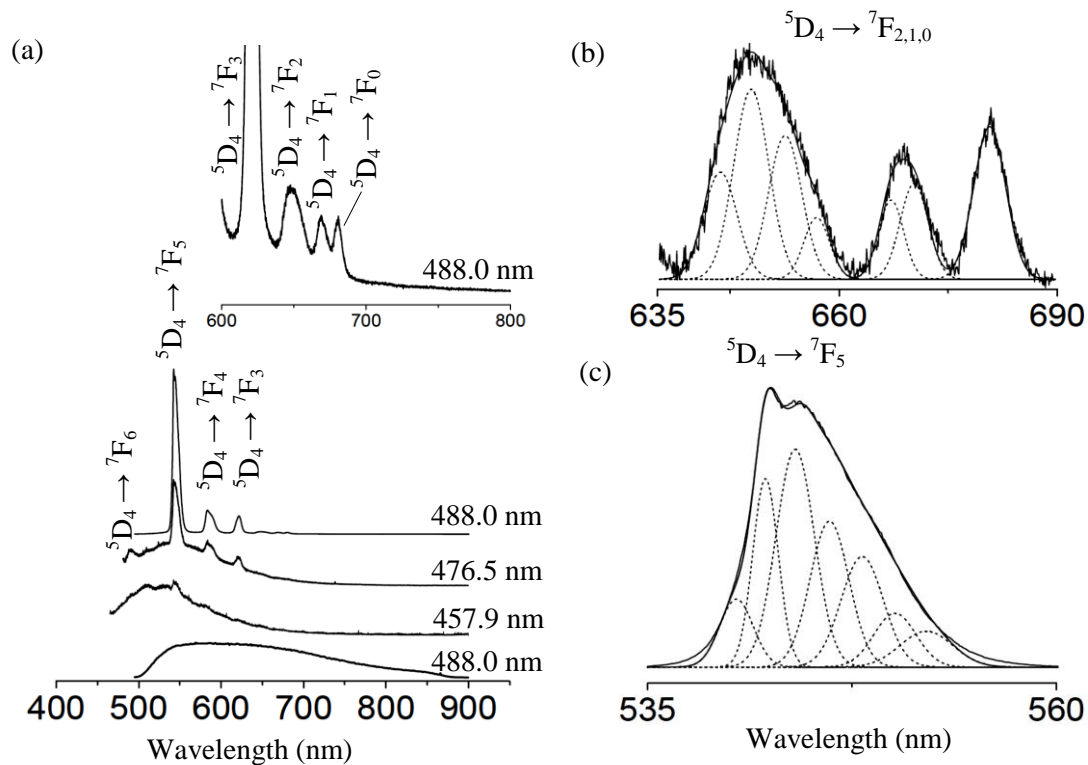 (a)
⁵D₄ → ⁷F₃
⁵D₄ → ⁷F₂
⁵D₄ → ⁷F₁
⁵D₄ → ⁷F₀
488.0 nm
600 700 800
⁵D₄ → ⁷F₆
⁵D₄ → ⁷F₅
⁵D₄ → ⁷F₄
⁵D₄ → ⁷F₃
488.0 nm
476.5 nm
457.9 nm
488.0 nm
400 500 600 700 800 900
Wavelength (nm)
(b)
⁵D₄ → ⁷F₂,₁,₀
635 660 690
(c)
⁵D₄ → ⁷F₅
535 560
Wavelength (nm)